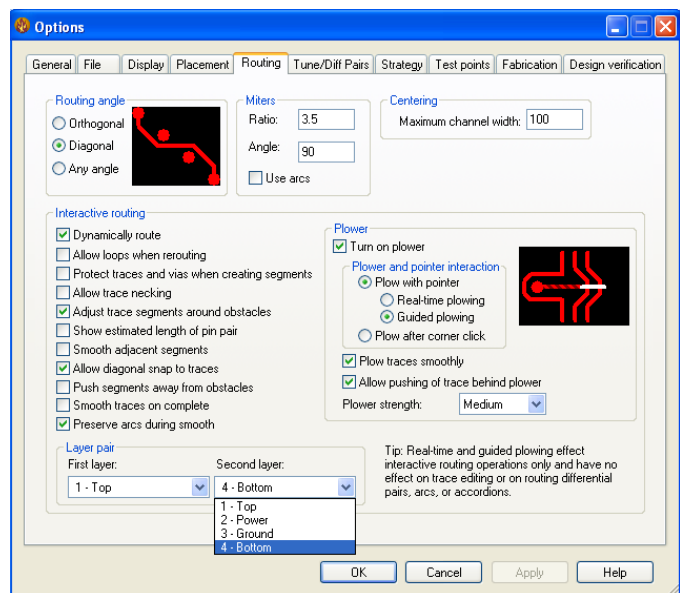 Options
General File Display Placement Routing Tune/Diff Pairs Strategy Test points Fabrication Design verification
Routing angle
Orthogonal
Diagonal
Any angle
Miters
Ratio: 3.5
Angle: 90
Use arcs
Centering
Maximum channel width: 100
Interactive routing
Dynamically route
Allow loops when rerouting
Protect traces and vias when creating segments
Allow trace necking
Adjust trace segments around obstacles
Show estimated length of pin pair
Smooth adjacent segments
Allow diagonal snap to traces
Push segments away from obstacles
Smooth traces on complete
Preserve arcs during smooth
Plower
Turn on plower
Plower and pointer interaction
Plow with pointer
Real-time plowing
Guided plowing
Plow after corner click
Plow traces smoothly
Allow pushing of trace behind plower
Plower strength: Medium
Layer pair
First layer: Second layer:
1 - Top 4 - Bottom
1 - Top
2 - Power
3 - Ground
4 - Bottom
Tip: Real-time and guided plowing effect
interactive routing operations only and have no
effect on trace editing or on routing differential
pairs, arcs, or accordions.
OK Cancel Apply Help